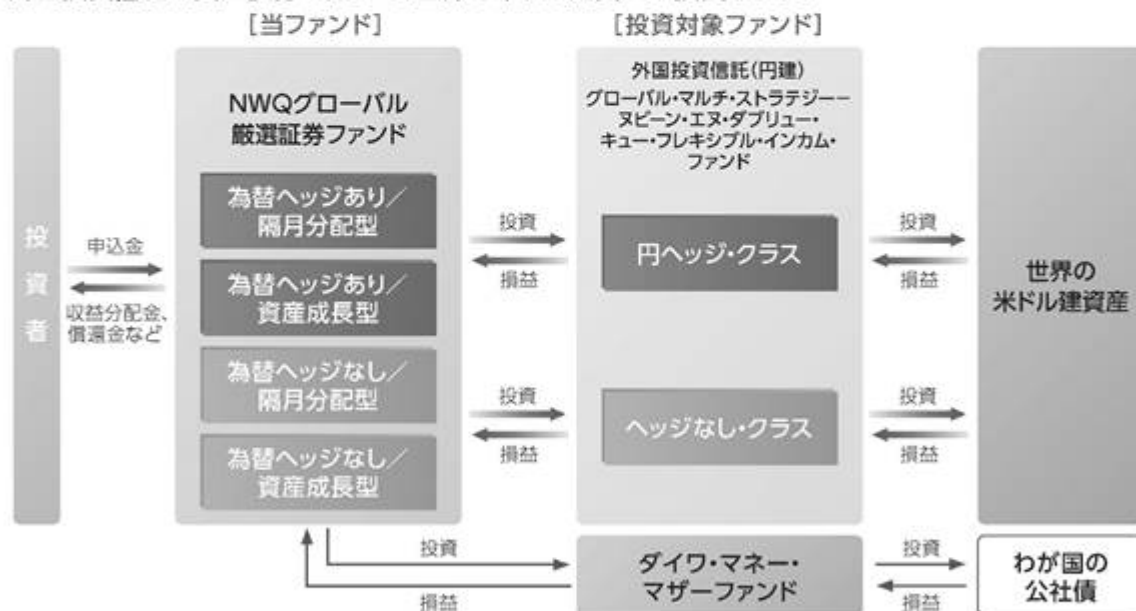 [当ファンド]
[投資対象ファンド]
投資者
申込金
収益分配金、
償還金など
NWQグローバル
厳選証券ファンド
為替ヘッジあり／
隔月分配型
為替ヘッジあり／
資産成長型
為替ヘッジなし／
隔月分配型
為替ヘッジなし／
資産成長型
投資
損益
投資
損益
外国投資信託(円建)
グローバル・マルチ・ストラテジー－
ヌビーン・エヌ・ダブリュー・
キュー・フレキシブル・インカム・
ファンド
円ヘッジ・クラス
ヘッジなし・クラス
投資
損益
投資
損益
世界の
米ドル建資産
投資
損益
ダイワ・マネー・
マザーファンド
投資
損益
わが国の
公社債